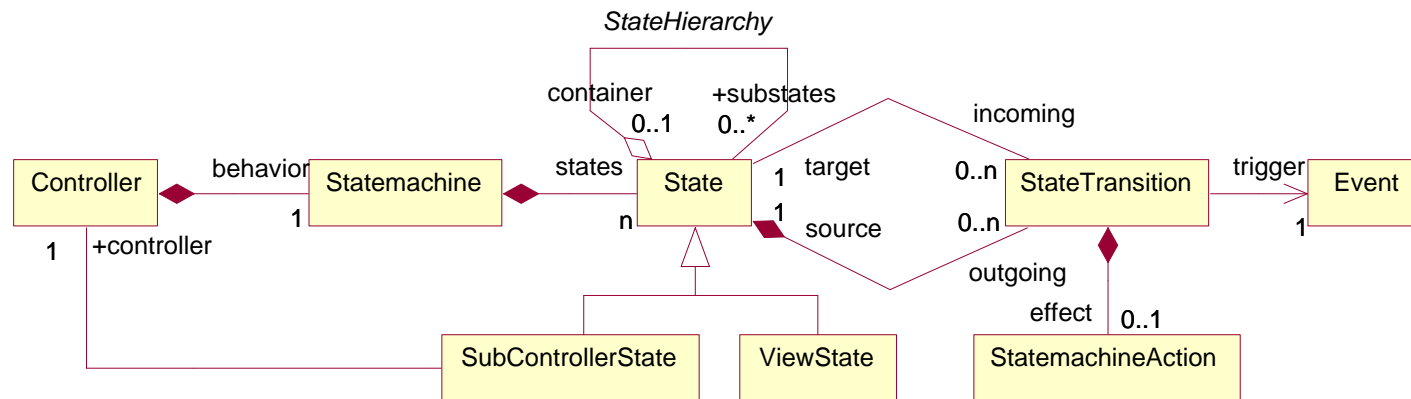 StateHierarchy
container
+substates
0..1
0..*
incoming
Controller
behavior
Statemachine
states
State
1
target
0..n
StateTransition
trigger
Event
1
n
1
source
0..n
1
1
+controller
outgoing
effect
0..1
SubControllerState
ViewState
StatemachineAction